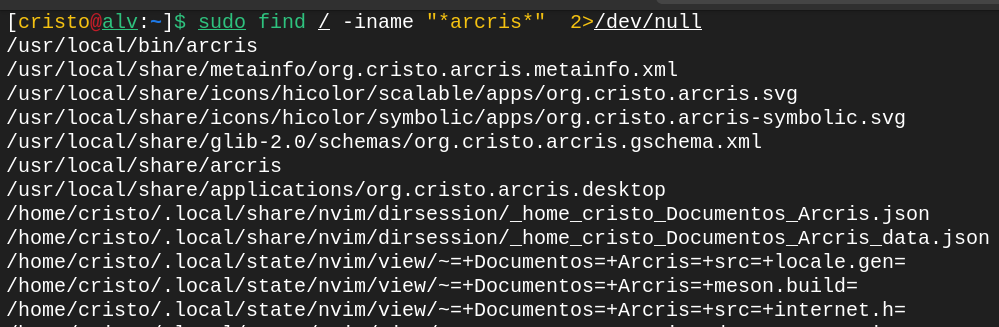 [cristo@alv:~]$ sudo find / -iname "*arcris*"  2>/dev/null
/usr/local/bin/arcris
/usr/local/share/metainfo/org.cristo.arcris.metainfo.xml
/usr/local/share/icons/hicolor/scalable/apps/org.cristo.arcris.svg
/usr/local/share/icons/hicolor/symbolic/apps/org.cristo.arcris-symbolic.svg
/usr/local/share/glib-2.0/schemas/org.cristo.arcris.gschema.xml
/usr/local/share/arcris
/usr/local/share/applications/org.cristo.arcris.desktop
/home/cristo/.local/share/nvim/dirsession/_home_cristo_Documentos_Arcris.json
/home/cristo/.local/share/nvim/dirsession/_home_cristo_Documentos_Arcris_data.json
/home/cristo/.local/state/nvim/view/~=+Documentos=+Arcris=+src=+locale.gen=
/home/cristo/.local/state/nvim/view/~=+Documentos=+Arcris=+meson.build=
/home/cristo/.local/state/nvim/view/~=+Documentos=+Arcris=+src=+internet.h=